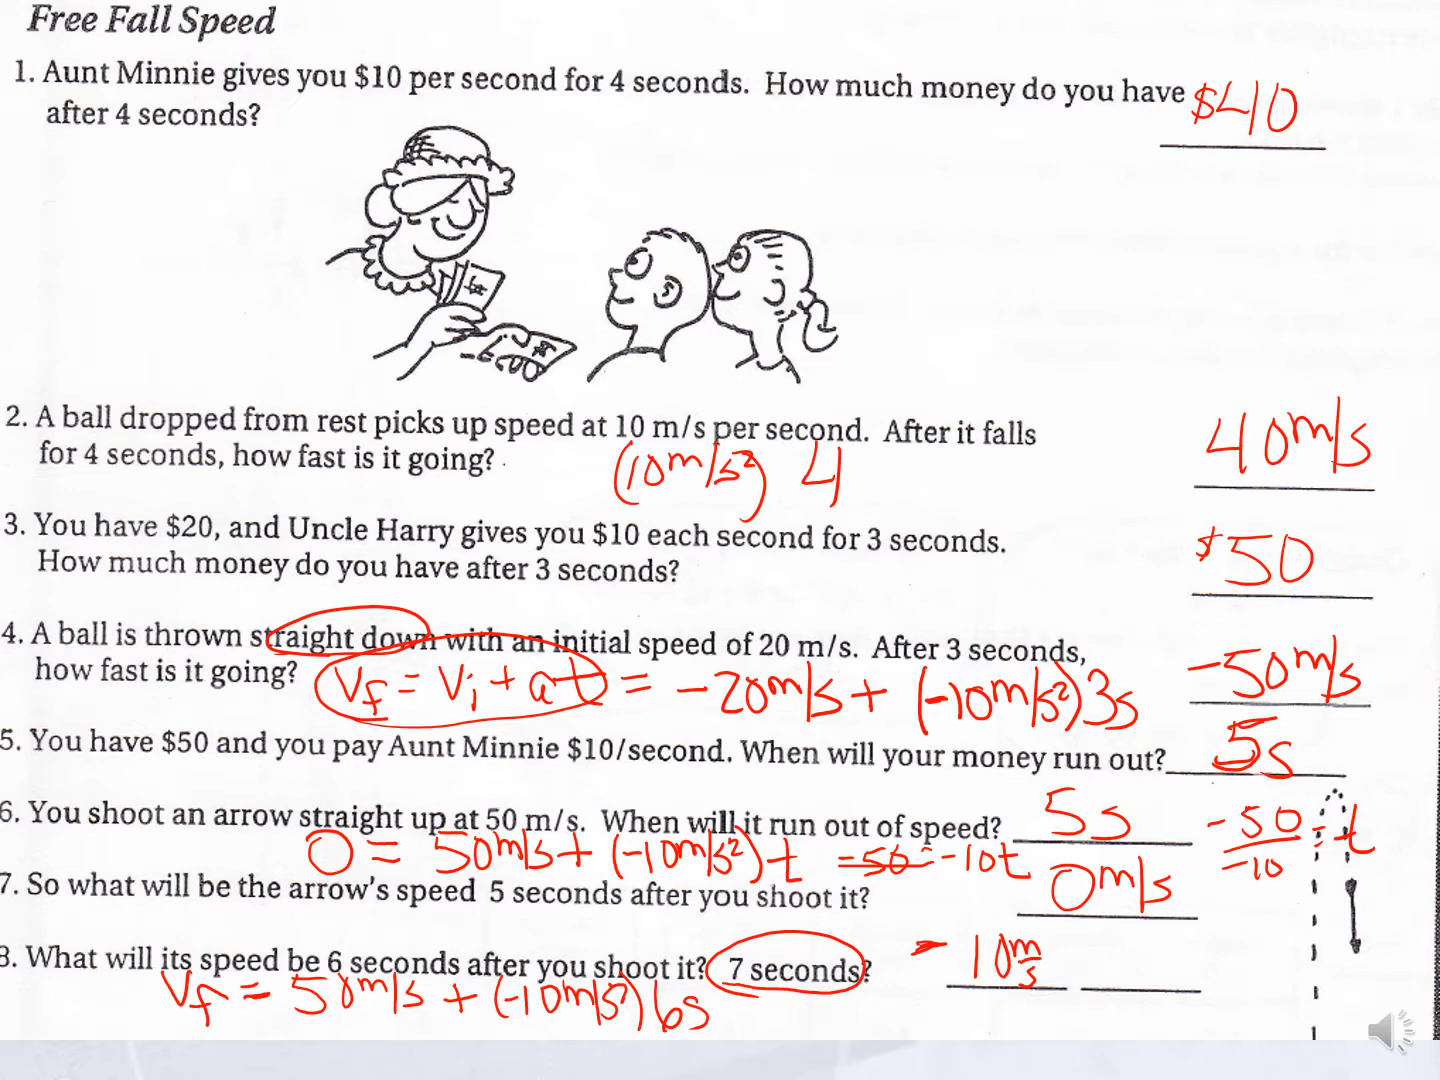 Free Fall Speed
1. Aunt Minnie gives you $10 per second for 4 seconds. How much money do you have
after 4 seconds? $40
2. A ball dropped from rest picks up speed at 10 m/s per second. After it falls
for 4 seconds, how fast is it going? 40m/s
(10m/s²) 4
3. You have $20, and Uncle Harry gives you $10 each second for 3 seconds.
How much money do you have after 3 seconds? $50
4. A ball is thrown straight down with an initial speed of 20 m/s. After 3 seconds,
how fast is it going? Vf = Vi + at = -20m/s + (-10m/s²)3s -50m/s
5. You have $50 and you pay Aunt Minnie $10/second. When will your money run out? 5s
6. You shoot an arrow straight up at 50 m/s. When will it run out of speed? 5s
0 = 50m/s + (-10m/s²)t -50 = -10t -50/-10 = t
7. So what will be the arrow's speed 5 seconds after you shoot it? 0m/s
8. What will its speed be 6 seconds after you shoot it? 7 seconds? -10 m/s
Vf = 50m/s + (-10m/s²)6s